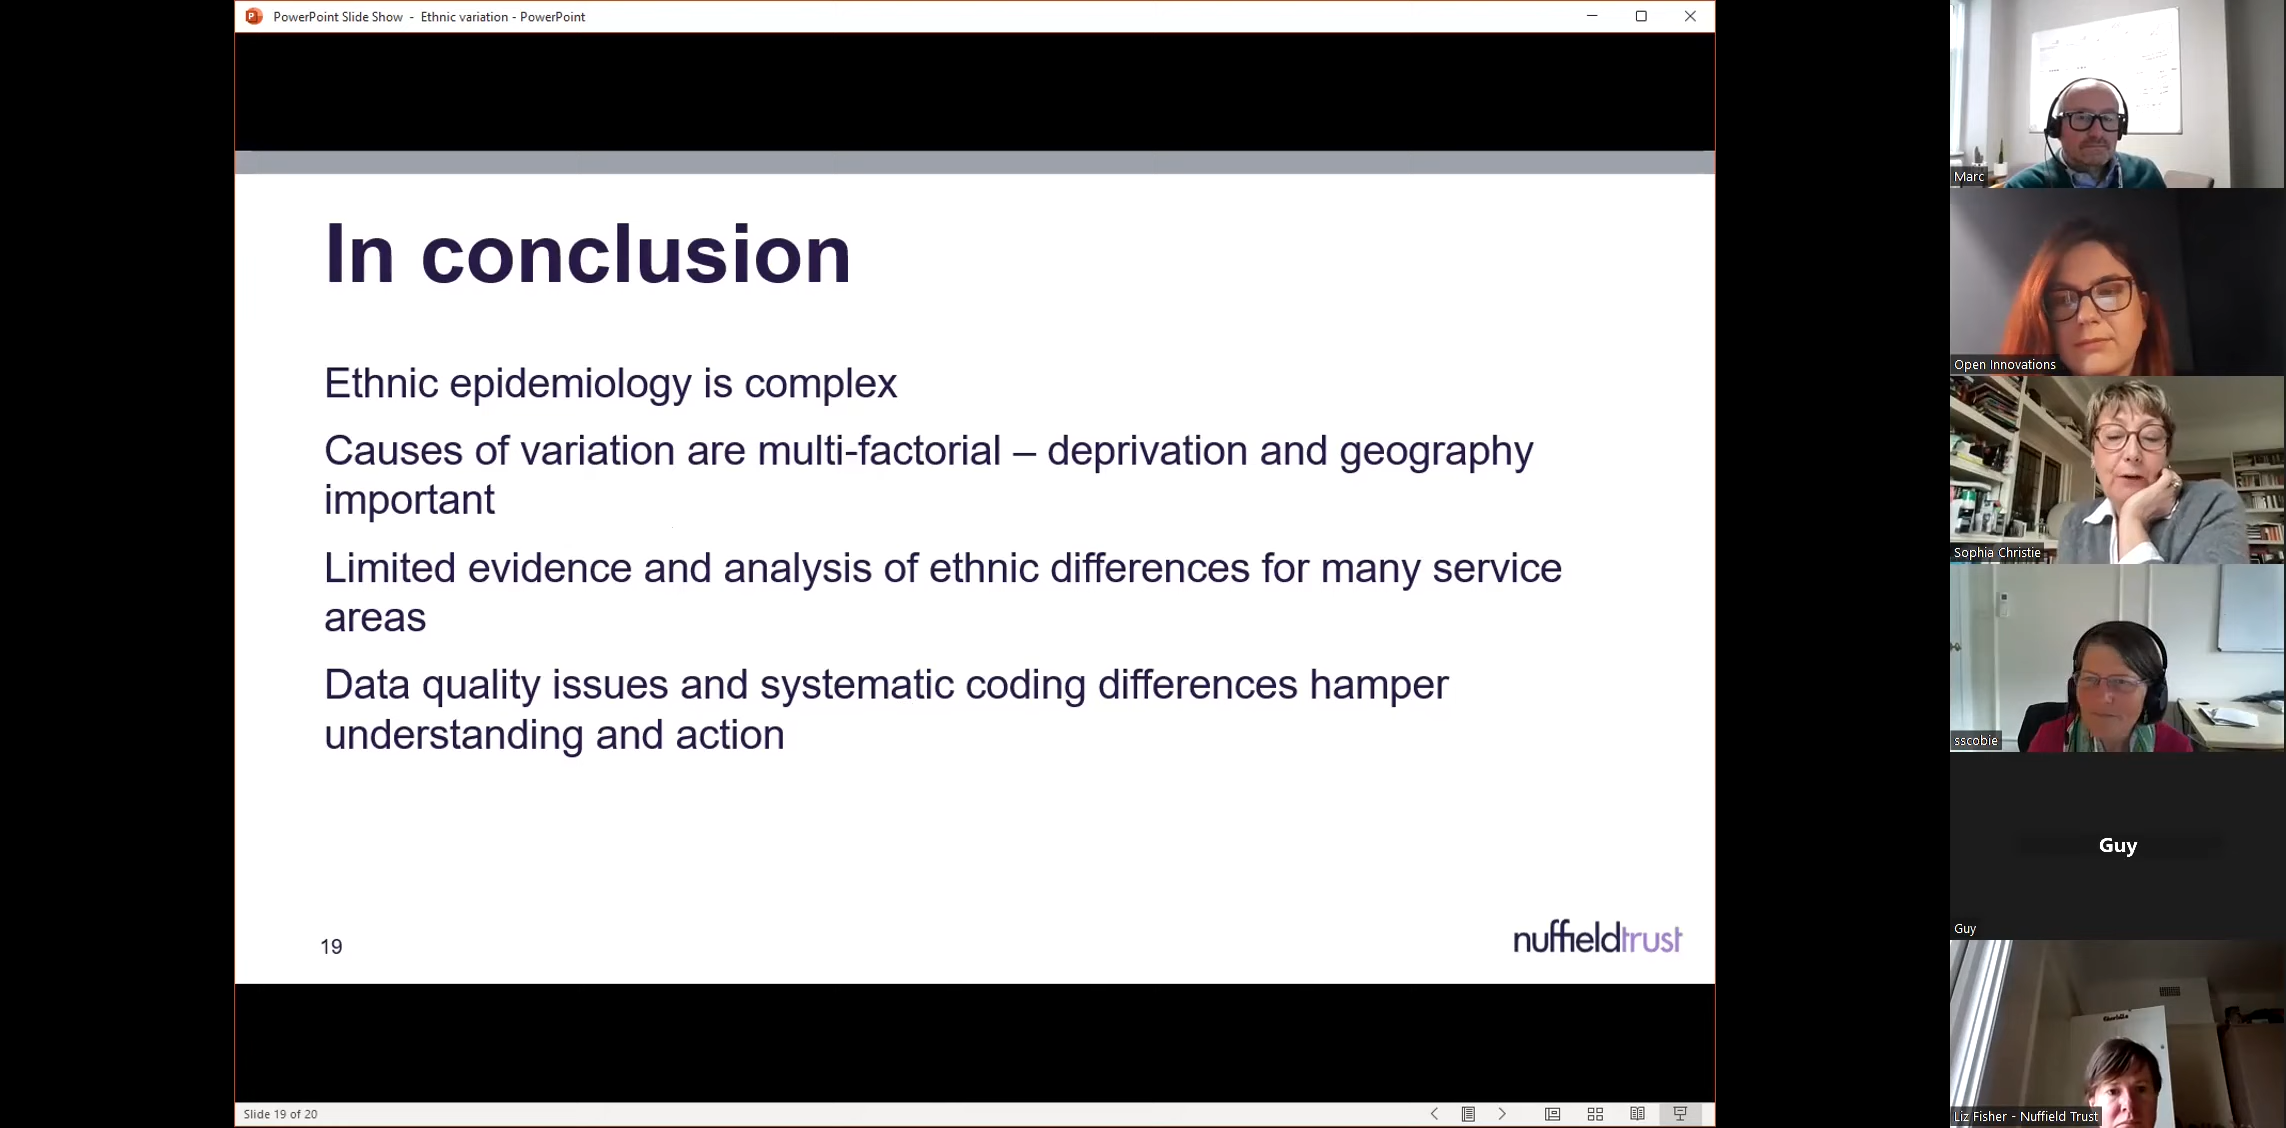 PowerPoint Slide Show - Ethnic variation - PowerPoint
In conclusion
Ethnic epidemiology is complex
Causes of variation are multi-factorial – deprivation and geography
important
Limited evidence and analysis of ethnic differences for many service
areas
Data quality issues and systematic coding differences hamper
understanding and action
19
nuffieldtrust
Slide 19 of 20
Marc
Open Innovations
Sophia Christie
sscobie
Guy
Guy
Liz Fisher - Nuffield Trust